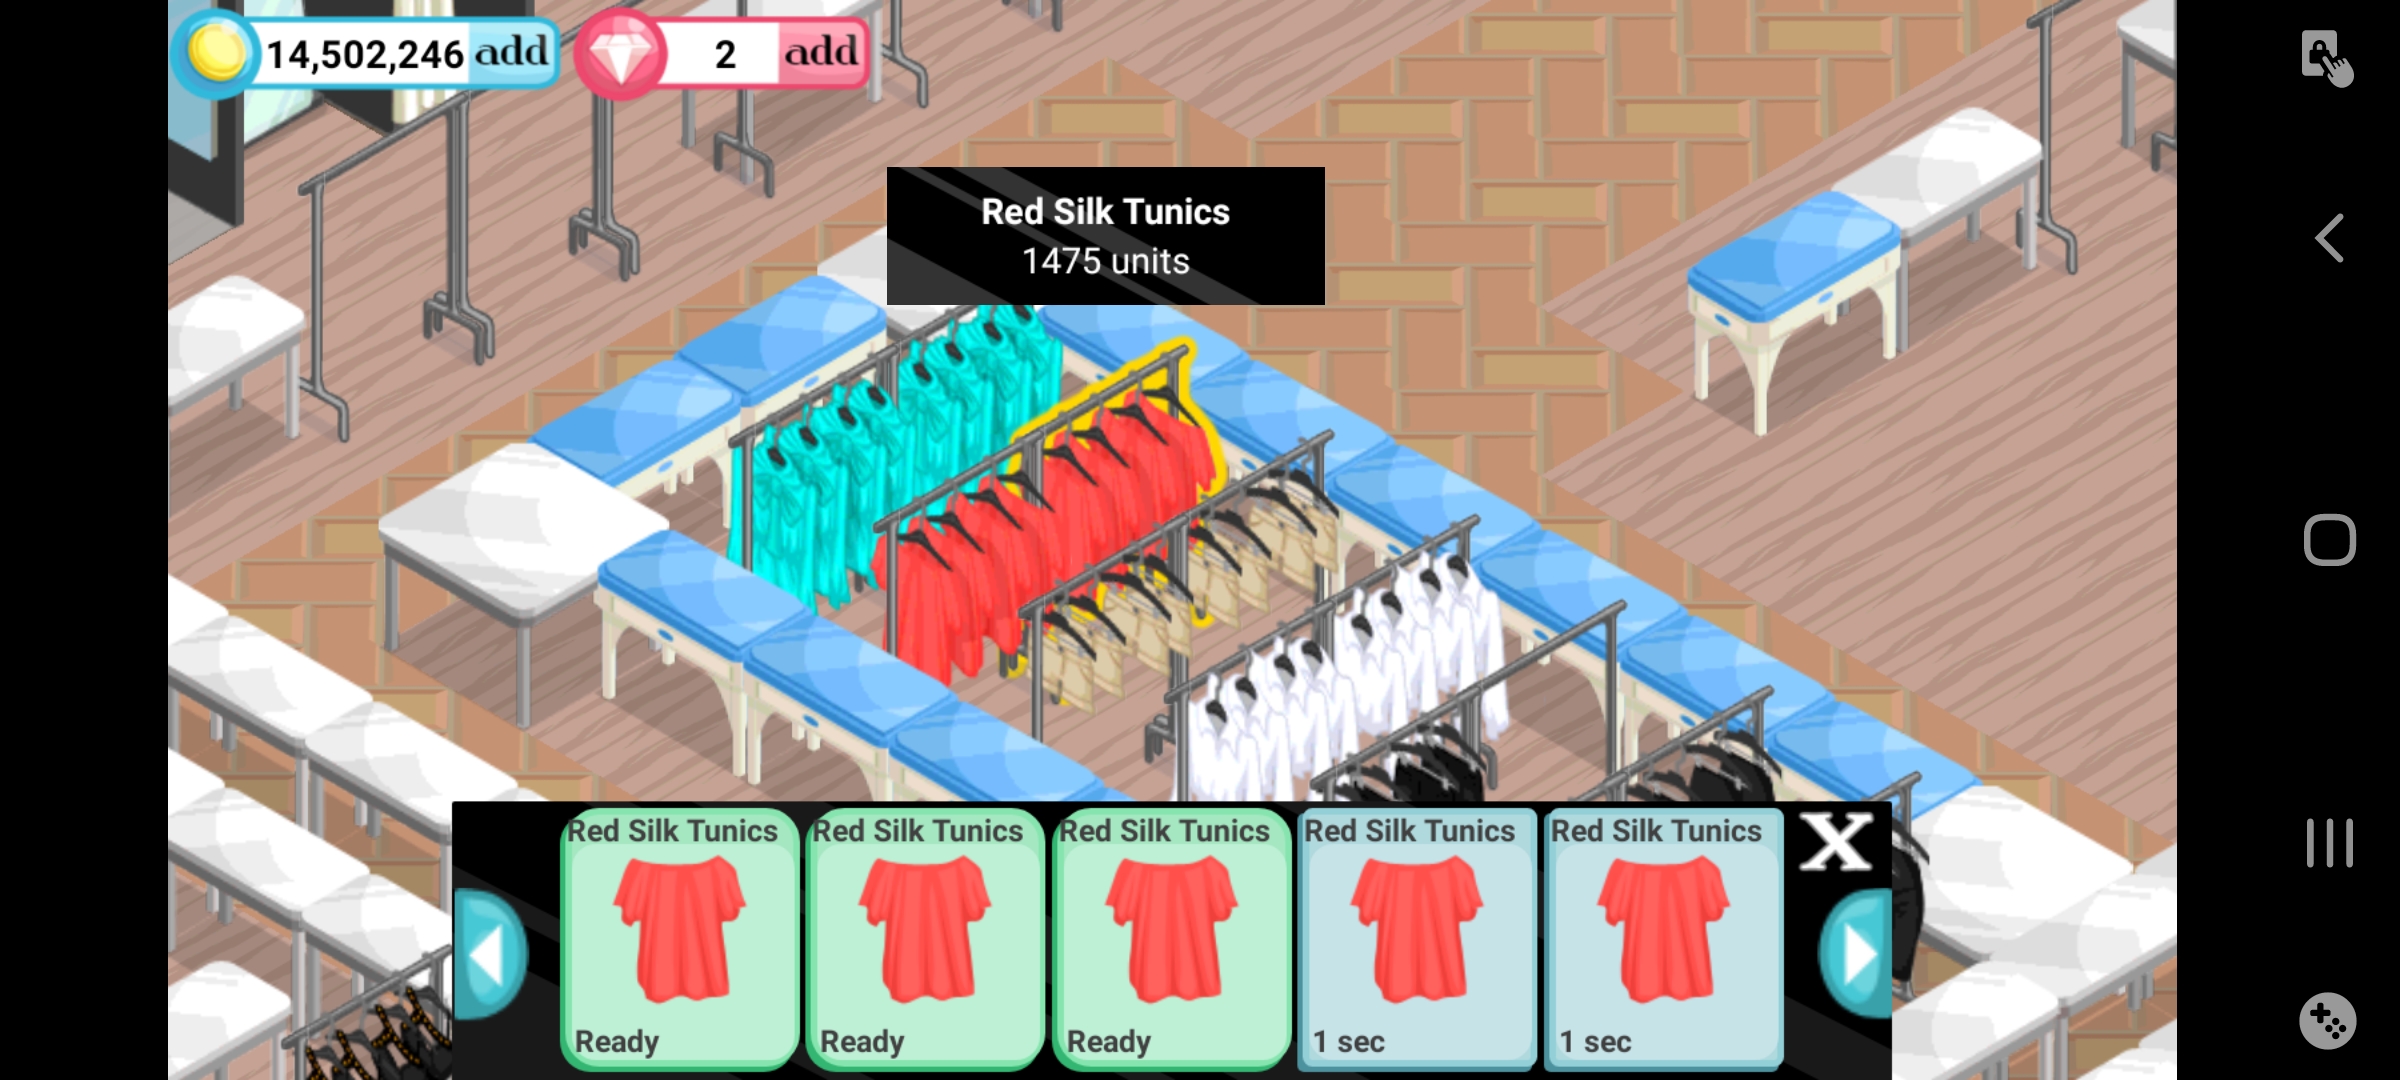 14,502,246 add
2 add
Red Silk Tunics
1475 units
Red Silk Tunics
Ready
Red Silk Tunics
Ready
Red Silk Tunics
Ready
Red Silk Tunics
1 sec
Red Silk Tunics
1 sec
X